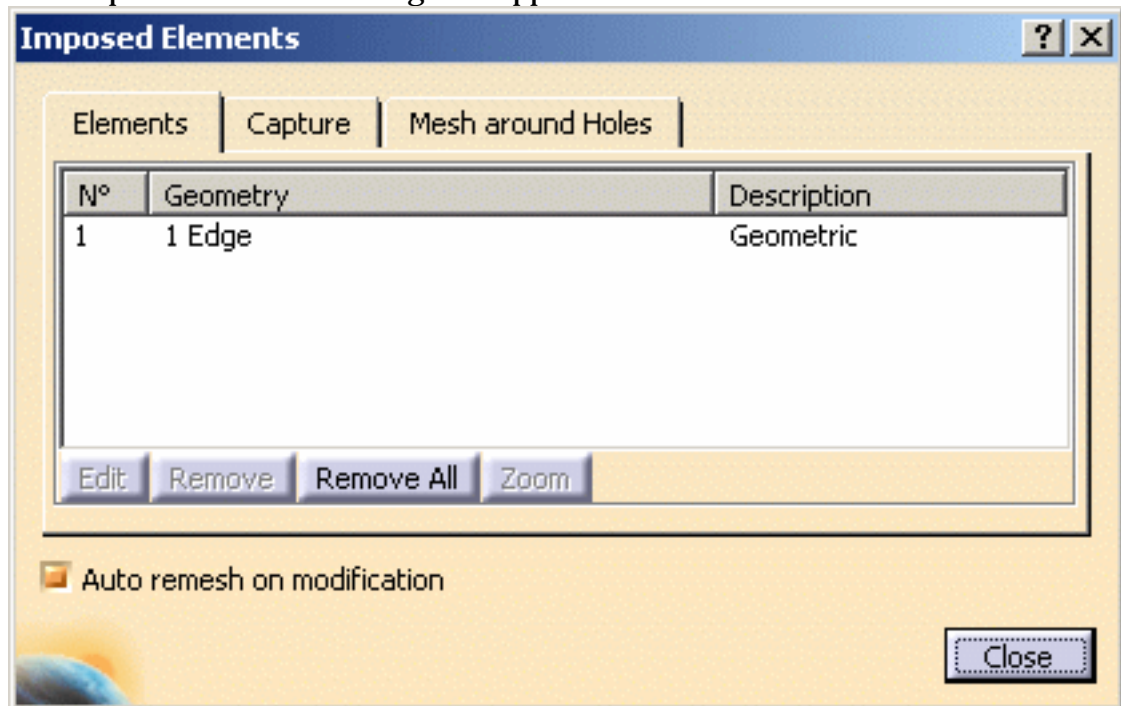 Imposed Elements ? X
Elements Capture Mesh around Holes
N° Geometry Description
1 1 Edge Geometric
Edit Remove Remove All Zoom
Auto remesh on modification
Close